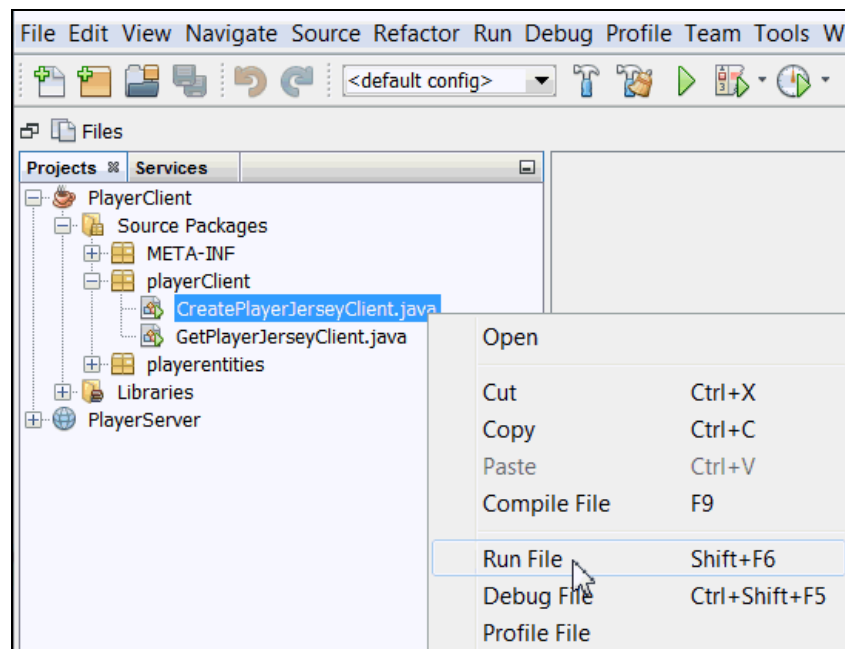 File Edit View Navigate Source Refactor Run Debug Profile Team Tools W
<default config>
Files
Projects Services
PlayerClient
Source Packages
META-INF
playerClient
CreatePlayerJerseyClient.java
GetPlayerJerseyClient.java
playerentities
Libraries
PlayerServer
Open
Cut Ctrl+X
Copy Ctrl+C
Paste Ctrl+V
Compile File F9
Run File Shift+F6
Debug File Ctrl+Shift+F5
Profile File